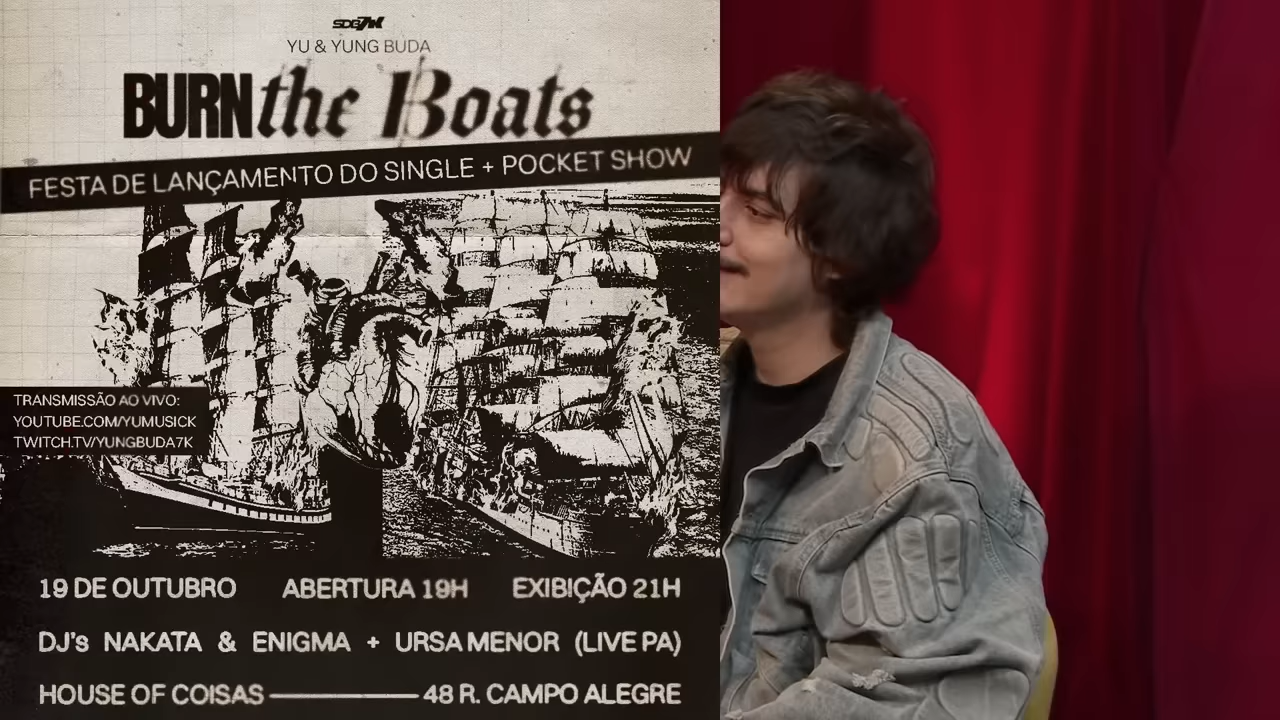 SDB7W
YU & YUNG BUDA
BURN the Boats
FESTA DE LANÇAMENTO DO SINGLE + POCKET SHOW
TRANSMISSÃO AO VIVO:
YOUTUBE.COM/YUMUSICK
TWITCH.TV/YUNGBUDA7K
19 DE OUTUBRO ABERTURA 19H EXIBIÇÃO 21H
DJ's NAKATA & ENIGMA + URSA MENOR (LIVE PA)
HOUSE OF COISAS 48 R. CAMPO ALEGRE